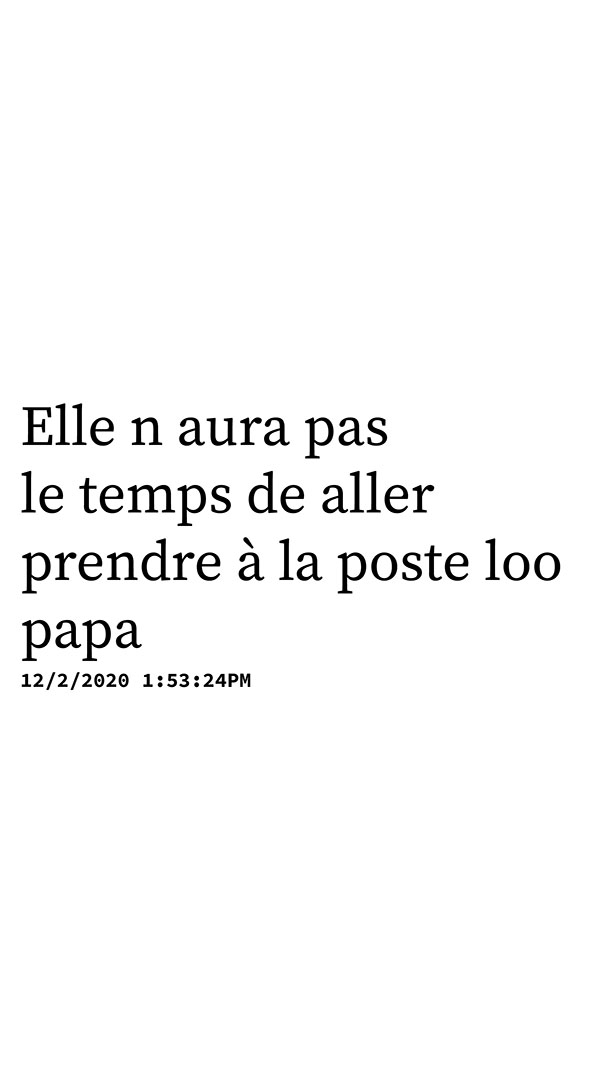 Elle n aura pas
le temps de aller
prendre à la poste loo
papa
12/2/2020 1:53:24PM